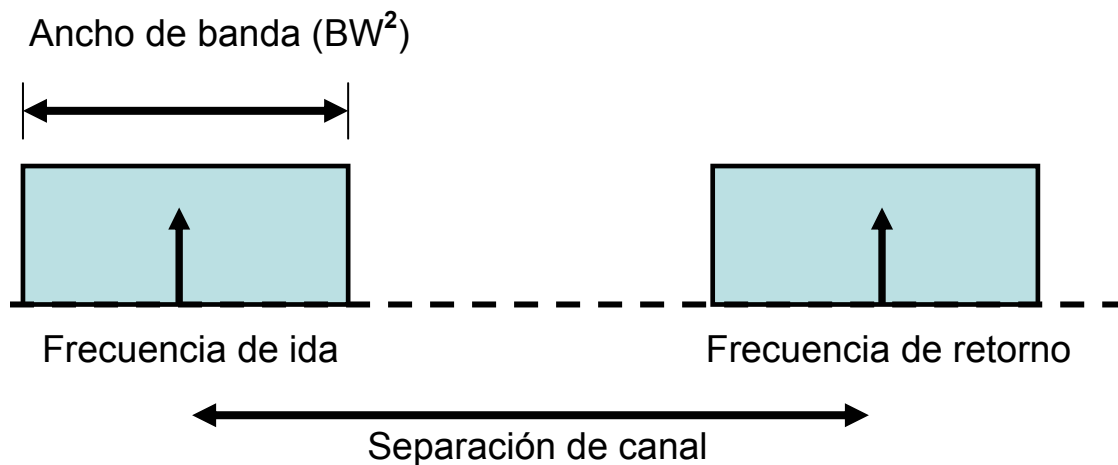 Ancho de banda (BW²)
Frecuencia de ida
Frecuencia de retorno
Separación de canal